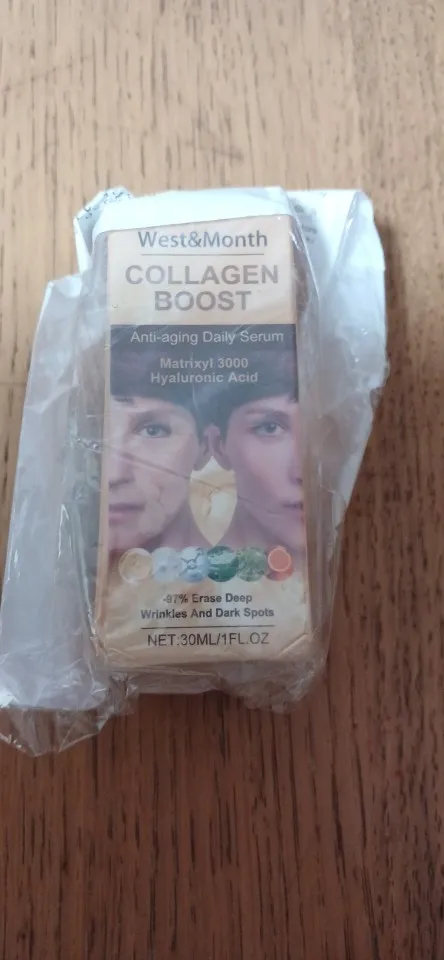 West&Month
COLLAGEN
BOOST
Anti-aging Daily Serum
Matrixyl 3000
Hyaluronic Acid
-97% Erase Deep
Wrinkles And Dark Spots
NET:30ML/1FL.OZ